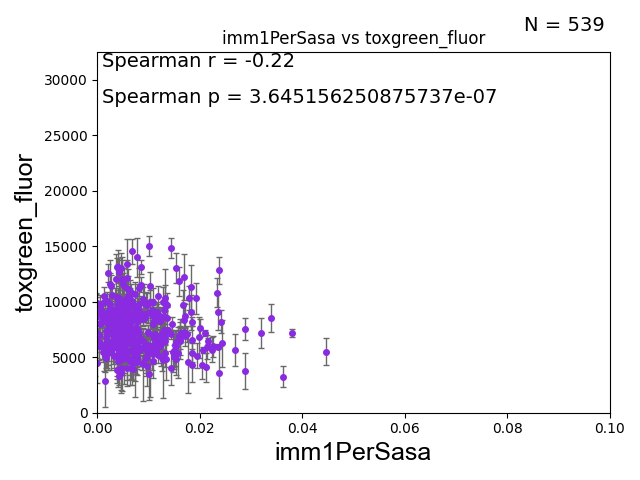 N = 539
imm1PerSasa vs toxgreen_fluor
Spearman r = -0.22
Spearman p = 3.645156250875737e-07
toxgreen_fluor
30000
25000
20000
15000
10000
5000
0
0.00 0.02 0.04 0.06 0.08 0.10
imm1PerSasa